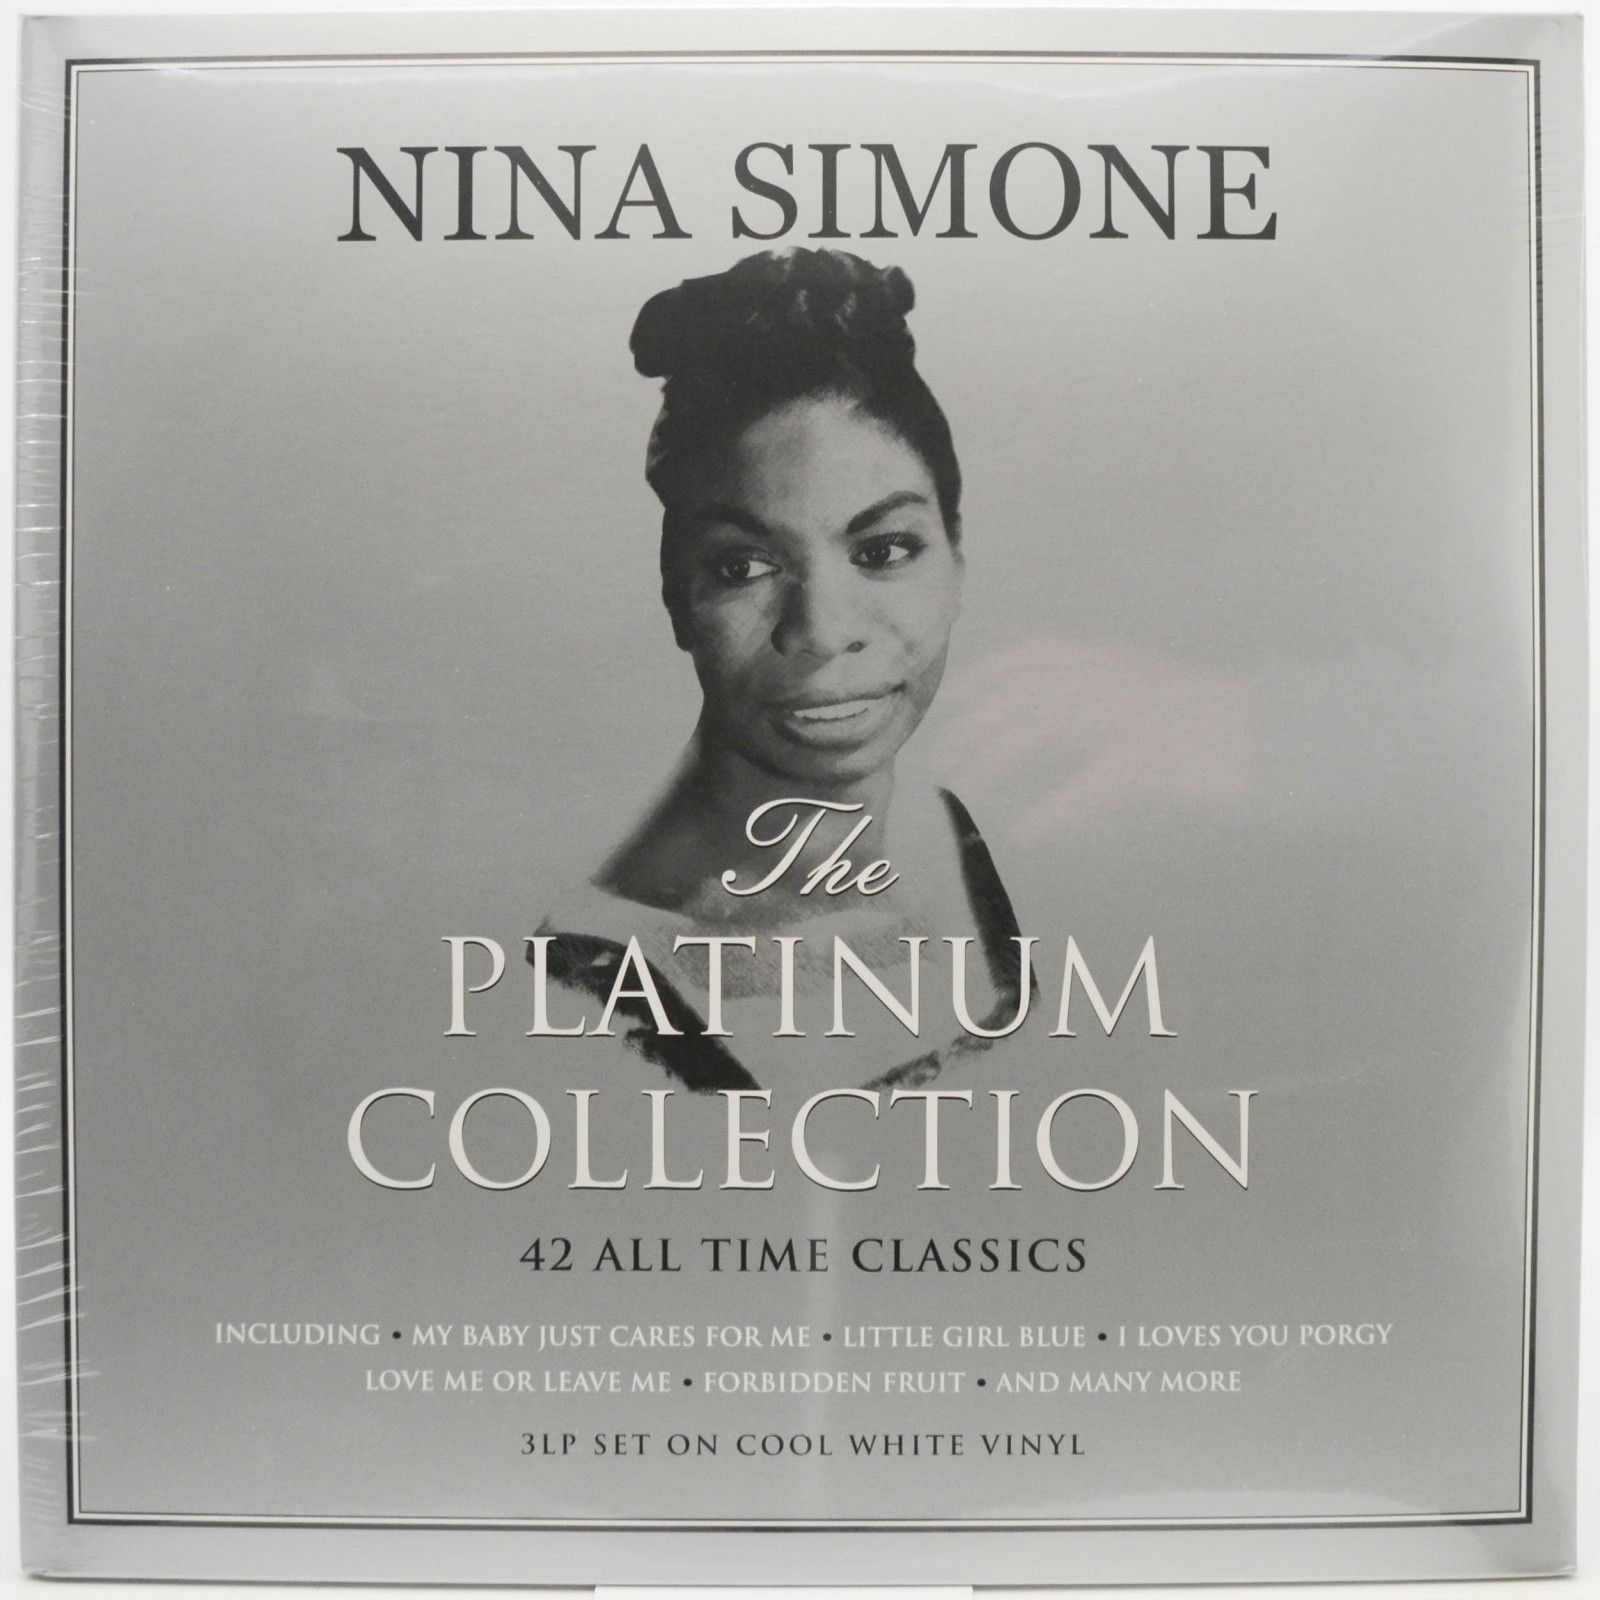 NINA SIMONE
The
PLATINUM
COLLECTION
42 ALL TIME CLASSICS
INCLUDING • MY BABY JUST CARES FOR ME • LITTLE GIRL BLUE • I LOVES YOU PORGY
LOVE ME OR LEAVE ME • FORBIDDEN FRUIT • AND MANY MORE
3LP SET ON COOL WHITE VINYL